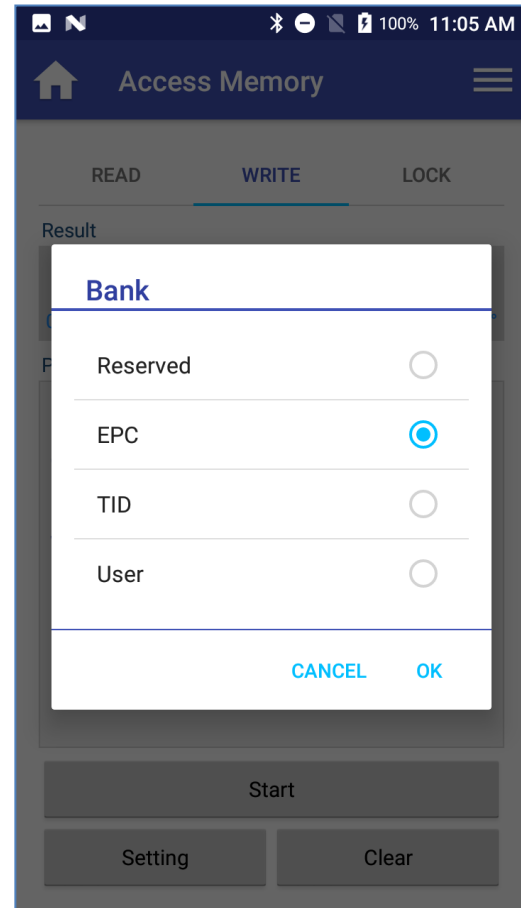 100% 11:05 AM
Access Memory
READ WRITE LOCK
Result
Bank
Reserved
EPC
TID
User
CANCEL OK
Start
Setting Clear